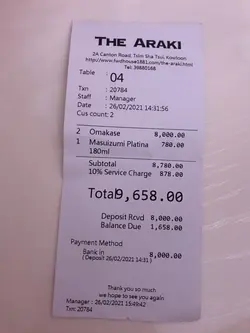 THE ARAKI
2A Canton Road, Tsim Sha Tsui, Kowloon
http://www.fwdhouse1881.com/the-araki.html
Tel:39880168
Table : 04
Txn : 20784
Staff : Manager
Date : 26/02/2021 14:31:56
Cus count: 2
2 Omakase 8,000.00
1 Masuizumi Platina 780.00
180ml
Subtotal 8,780.00
10% Service Charge 878.00
Total9,658.00
Deposit Rcvd 8,000.00
Balance Due 1,658.00
Payment Method
Bank in 8,000.00
(Deposit 26/02/2021 14:31)
Thank you so much
we hope to see you again
Manager : 26/02/2021 15:49:42
Txn: 20784